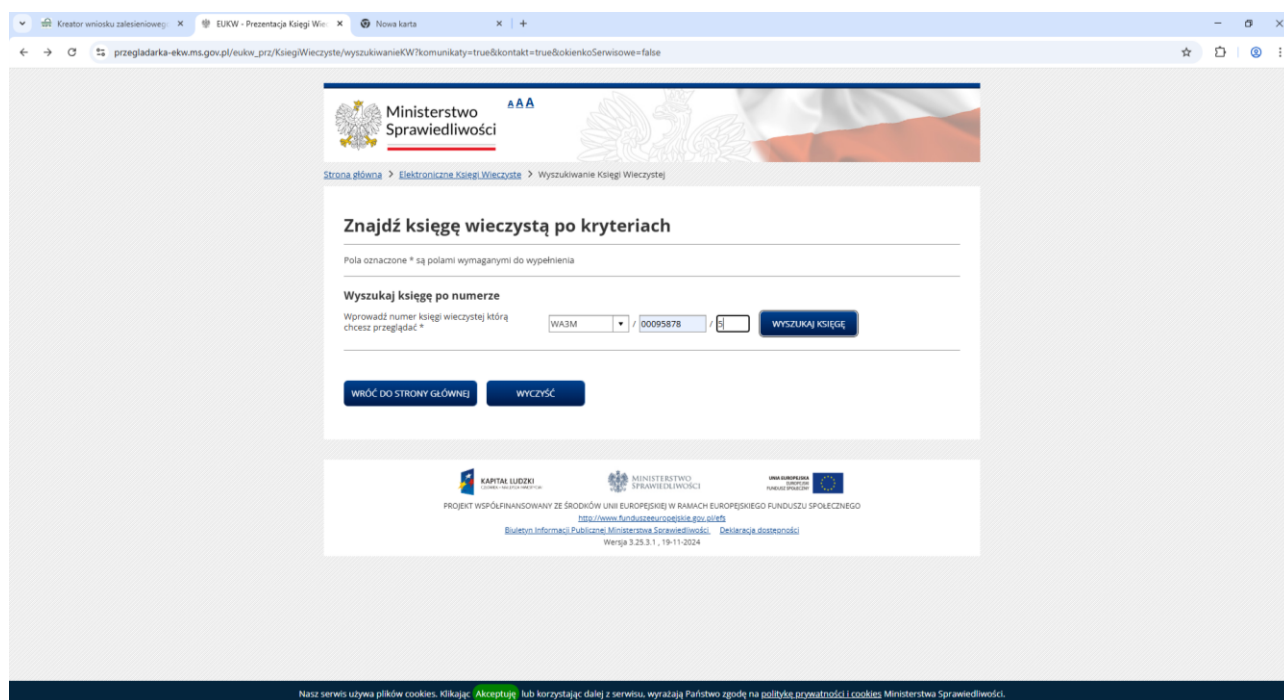 Kreator wniosku zalesienioweg
EUKW - Prezentacja Księgi Wie
Nowa karta
przegladarka-ekw.ms.gov.pl/eukw_prz/KsiegiWieczyste/wyszukiwanieKW?komunikaty=true&kontakt=true&okienkoSerwisowe=false
Ministerstwo
Sprawiedliwości
A A A
Strona główna > Elektroniczne Księgi Wieczyste > Wyszukiwanie Księgi Wieczystej
Znajdź księgę wieczystą po kryteriach
Pola oznaczone * są polami wymaganymi do wypełnienia
Wyszukaj księgę po numerze
Wprowadź numer księgi wieczystej którą
chcesz przeglądać *
WA3M / 00095878 / 5 WYSZUKAJ KSIĘGĘ
WRÓĆ DO STRONY GŁÓWNEJ WYCZYŚĆ
KAPITAŁ LUDZKI
MINISTERSTWO
SPRAWIEDLIWOŚCI
UNIA EUROPEJSKA
EUROPEJSKI
FUNDUSZ SPOŁECZNY
PROJEKT WSPÓŁFINANSOWANY ZE ŚRODKÓW UNII EUROPEJSKIEJ W RAMACH EUROPEJSKIEGO FUNDUSZU SPOŁECZNEGO
http://www.funduszeeuropejskie.gov.pl/efs
Biuletyn Informacji Publicznej Ministerstwa Sprawiedliwości Deklaracja dostępności
Wersja 3.25.3.1 , 19-11-2024
Nasz serwis używa plików cookies. Klikając Akceptuję lub korzystając dalej z serwisu, wyrażają Państwo zgodę na politykę prywatności i cookies Ministerstwa Sprawiedliwości.